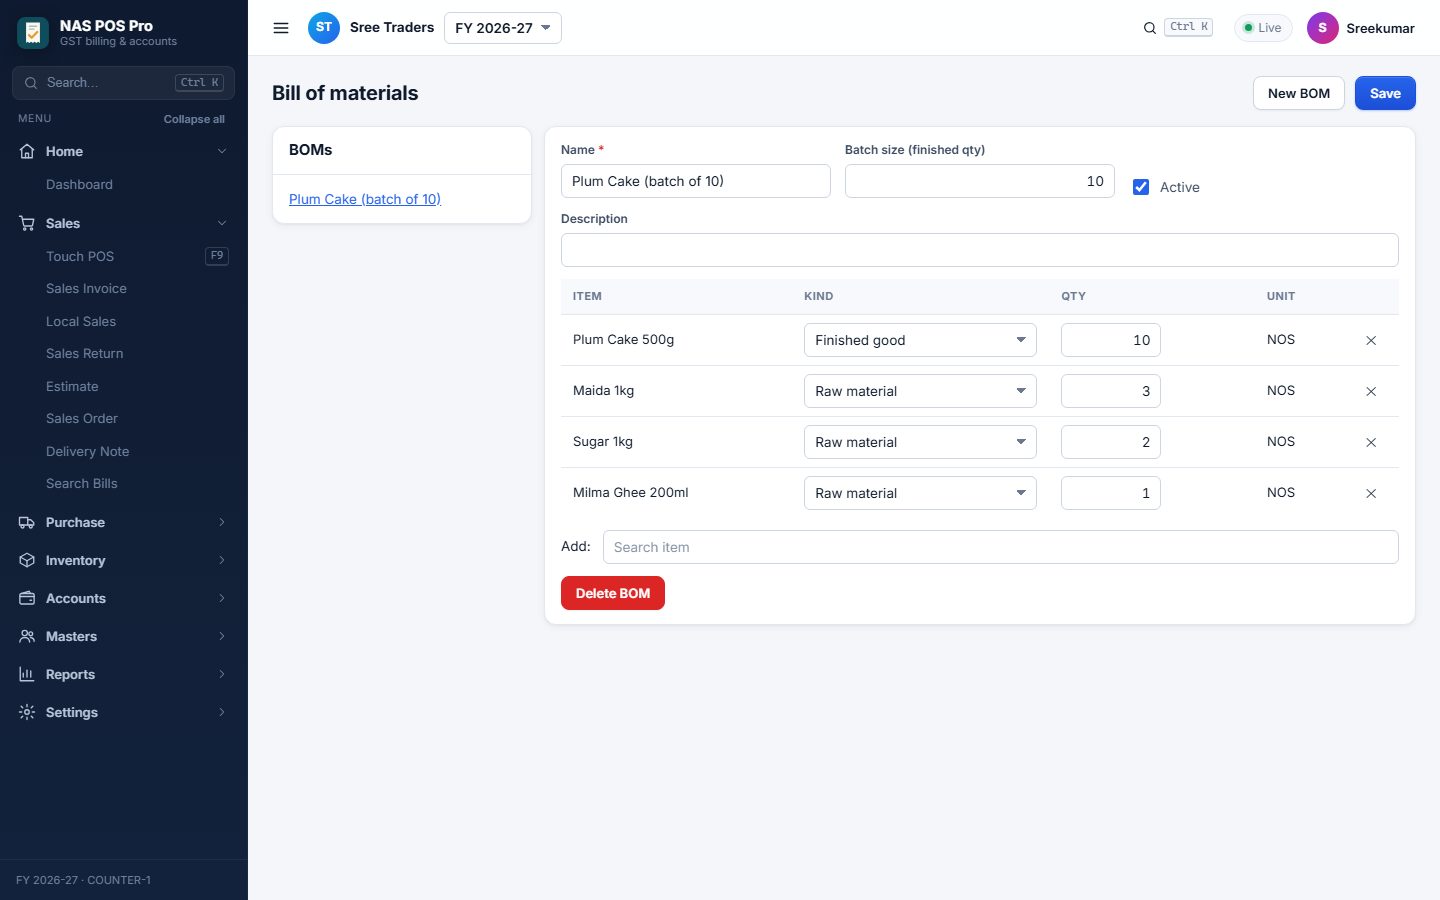 NAS POS Pro
GST billing & accounts
Search...
Ctrl K
MENU
Collapse all
Home
Dashboard
Sales
Touch POS
F9
Sales Invoice
Local Sales
Sales Return
Estimate
Sales Order
Delivery Note
Search Bills
Purchase
Inventory
Accounts
Masters
Reports
Settings
FY 2026-27 · COUNTER-1
ST
Sree Traders
FY 2026-27
Ctrl K
Live
S
Sreekumar
Bill of materials
New BOM
Save
BOMs
Plum Cake (batch of 10)
Name *
Batch size (finished qty)
Plum Cake (batch of 10)
10
Active
Description
ITEM KIND QTY UNIT
Plum Cake 500g Finished good 10 NOS
Maida 1kg Raw material 3 NOS
Sugar 1kg Raw material 2 NOS
Milma Ghee 200ml Raw material 1 NOS
Add: Search item
Delete BOM